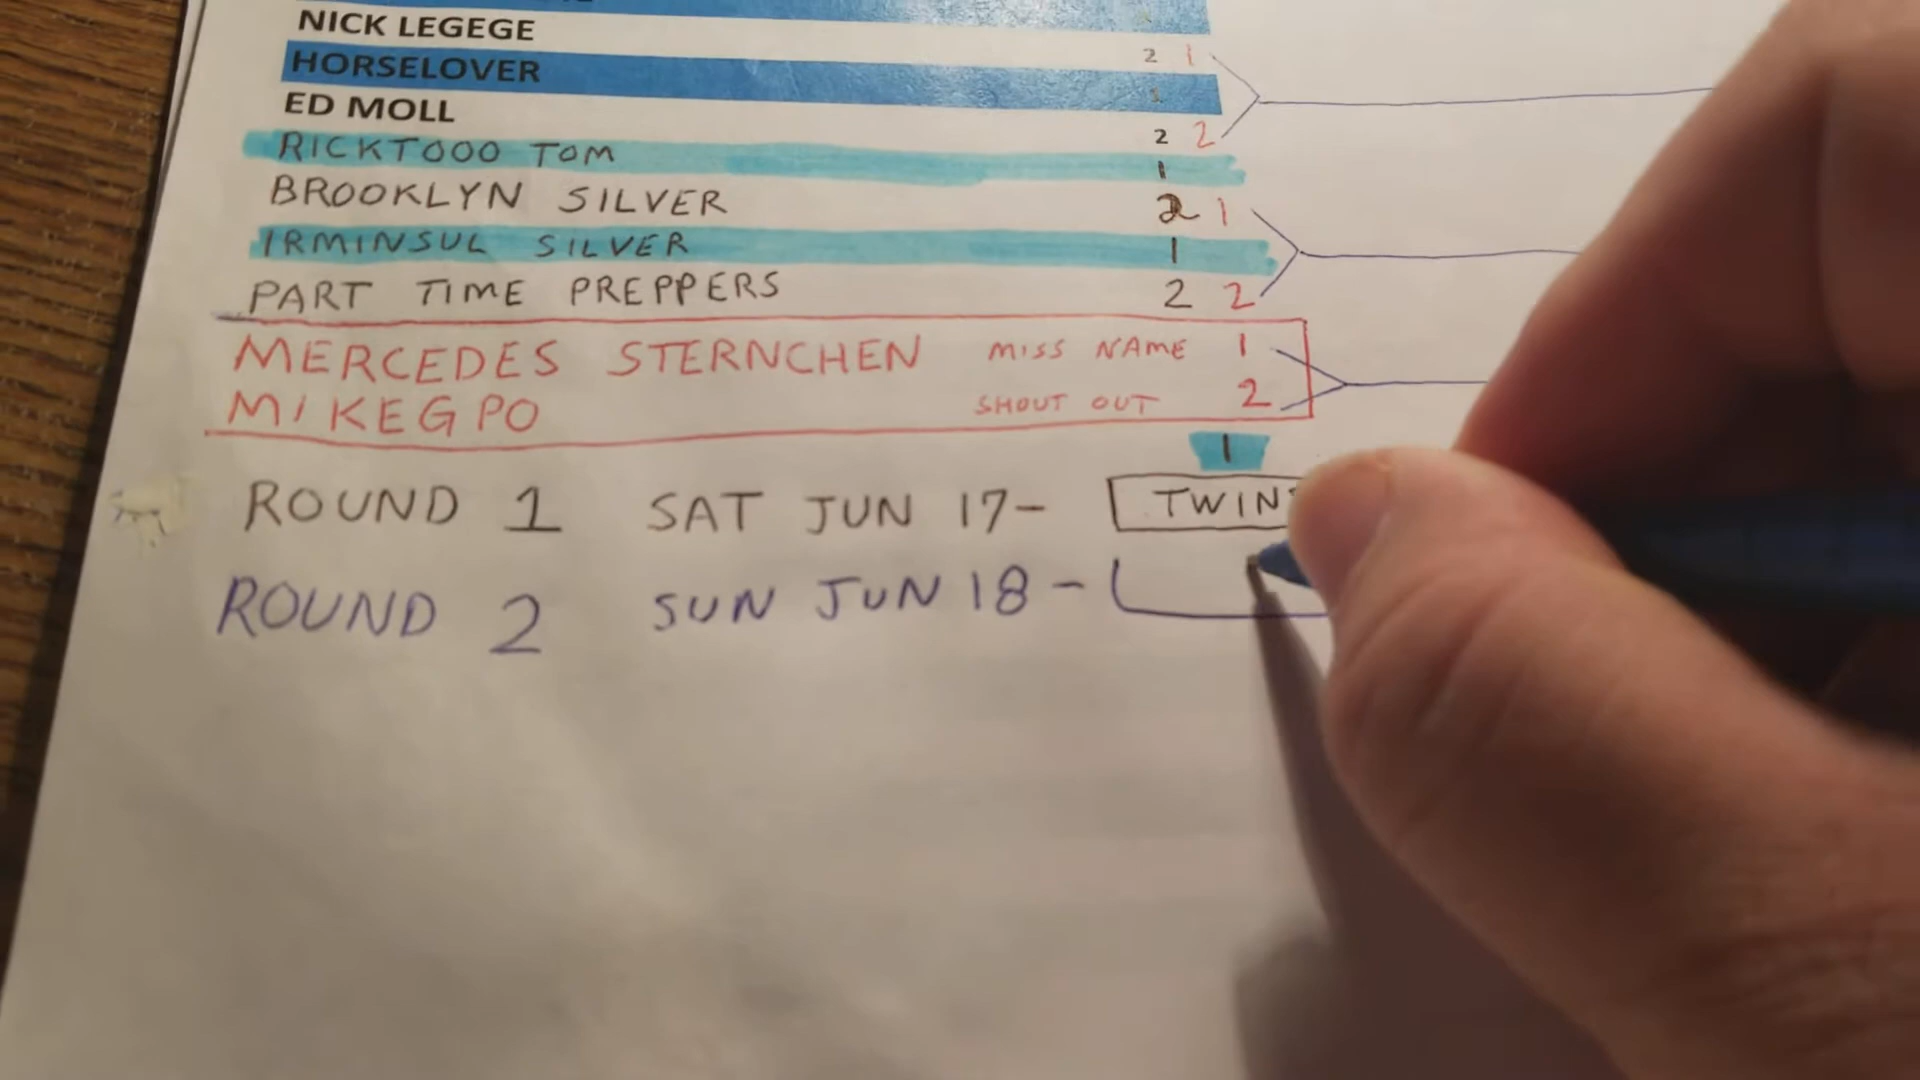 NICK LEGEGE 2 1
HORSELOVER 1
ED MOLL 2 2
RICKTOOO TOM 1
BROOKLYN SILVER 2 1
IRMINSUL SILVER 1
PART TIME PREPPERS 2 2
MERCEDES STERNCHEN MISS NAME 1
MIKEGPO SHOUT OUT 2
1
ROUND 1 SAT JUN 17- TWIN
ROUND 2 SUN JUN 18-